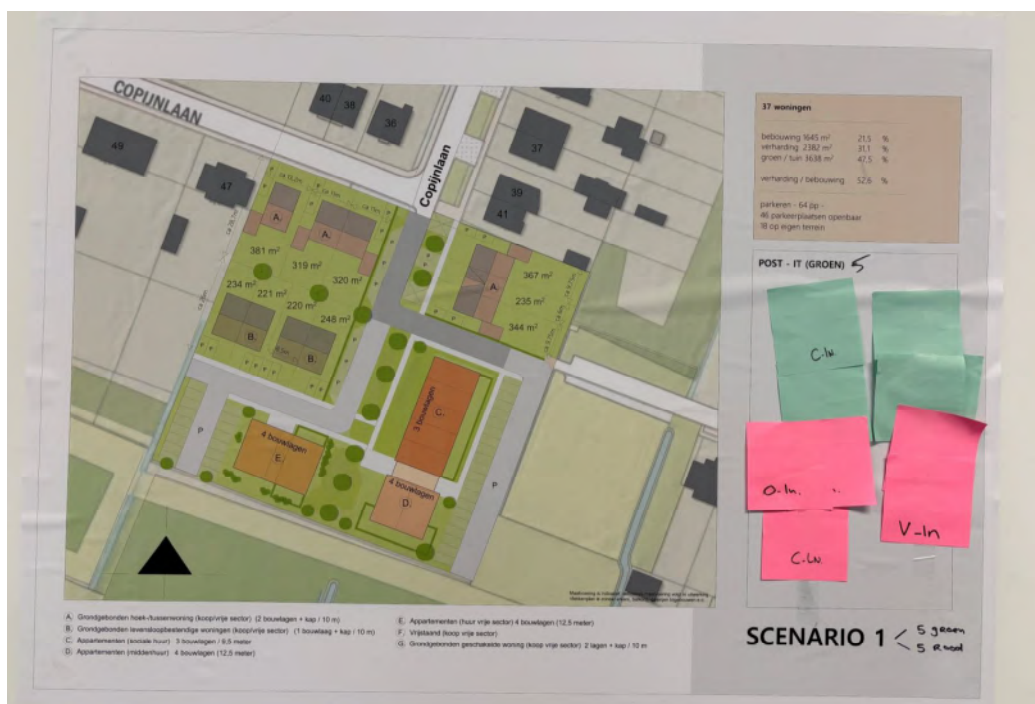 COPIJNLAAN
Copijnlaan
40
38
36
49
47
37
39
41
A.
A.
A.
381 m²
319 m²
320 m²
234 m²
221 m²
220 m²
248 m²
367 m²
235 m²
344 m²
B.
B.
3 bouwlagen
C.
4 bouwlagen
E.
4 bouwlagen
D.
P
P
37 woningen
bebouwing 1645 m² 21,5 %
verharding 2382 m² 31,1 %
groen / tuin 3638 m² 47,5 %
verharding / bebouwing 52,6 %
parkeren - 64 pp -
46 parkeerplaatsen openbaar
18 op eigen terrein
POST - IT (GROEN) 5
C-In.
O-In.
V-In
C-In.
A. Grondgebonden hoek-/tussenwoning (koop/vrije sector) (2 bouwlagen + kap / 10 m)
B. Grondgebonden levensloopbestendige woningen (koop/vrije sector) (1 bouwlaag + kap / 10 m)
C. Appartementen (sociale huur) 3 bouwlagen / 9,5 meter
D. Appartementen (middenhuur) 4 bouwlagen (12,5 meter)
E. Appartementen (huur vrije sector) 4 bouwlagen (12,5 meter)
F. Vrijstaand (koop vrije sector)
G. Grondgebonden geschakelde woning (koop vrije sector) 2 lagen + kap / 10 m
SCENARIO 1 < 5 groen
5 Rood